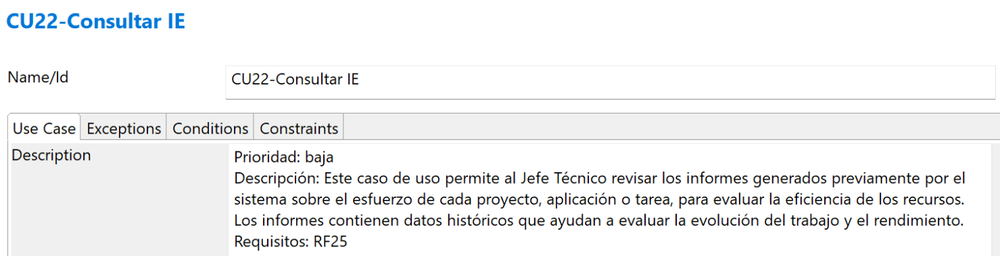 CU22-Consultar IE
Name/Id
CU22-Consultar IE
Use Case Exceptions Conditions Constraints
Description
Prioridad: baja
Descripción: Este caso de uso permite al Jefe Técnico revisar los informes generados previamente por el
sistema sobre el esfuerzo de cada proyecto, aplicación o tarea, para evaluar la eficiencia de los recursos.
Los informes contienen datos históricos que ayudan a evaluar la evolución del trabajo y el rendimiento.
Requisitos: RF25